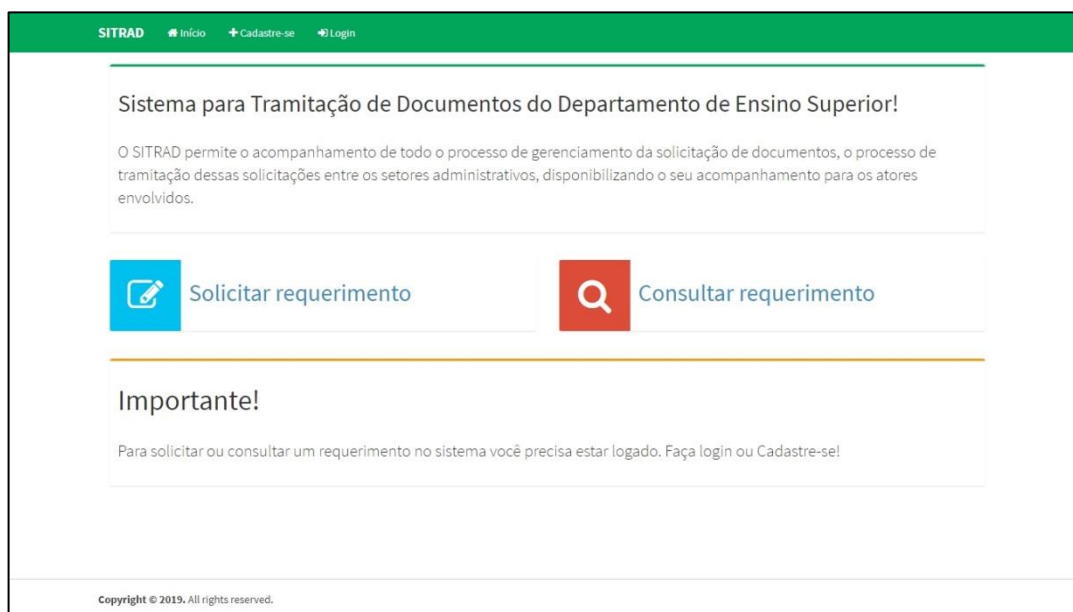 SITRAD Início Cadastre-se Login
Sistema para Tramitação de Documentos do Departamento de Ensino Superior!
O SITRAD permite o acompanhamento de todo o processo de gerenciamento da solicitação de documentos, o processo de
tramitação dessas solicitações entre os setores administrativos, disponibilizando o seu acompanhamento para os atores
envolvidos.
Solicitar requerimento
Consultar requerimento
Importante!
Para solicitar ou consultar um requerimento no sistema você precisa estar logado. Faça login ou Cadastre-se!
Copyright © 2019. All rights reserved.